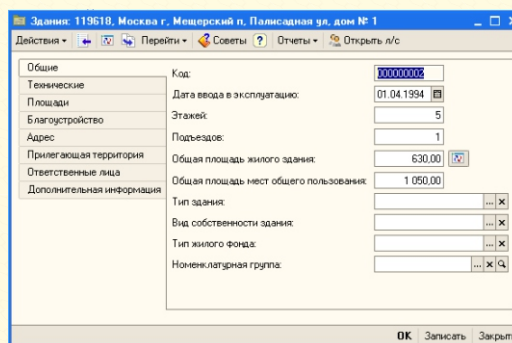 Здания: 119618, Москва г, Мещерский п, Палисадная ул, дом № 1
Действия Перейти Советы ? Отчеты Открыть л/с
Общие
Технические
Площади
Благоустройство
Адрес
Прилегающая территория
Ответственные лица
Дополнительная информация
Код: 000000002
Дата ввода в эксплуатацию: 01.04.1994
Этажей: 5
Подъездов: 1
Общая площадь жилого здания: 630,00
Общая площадь мест общего пользования: 1 050,00
Тип здания: ...
Вид собственности здания: ...
Тип жилого фонда: ...
Номенклатурная группа: ...
OK Записать Закрыт